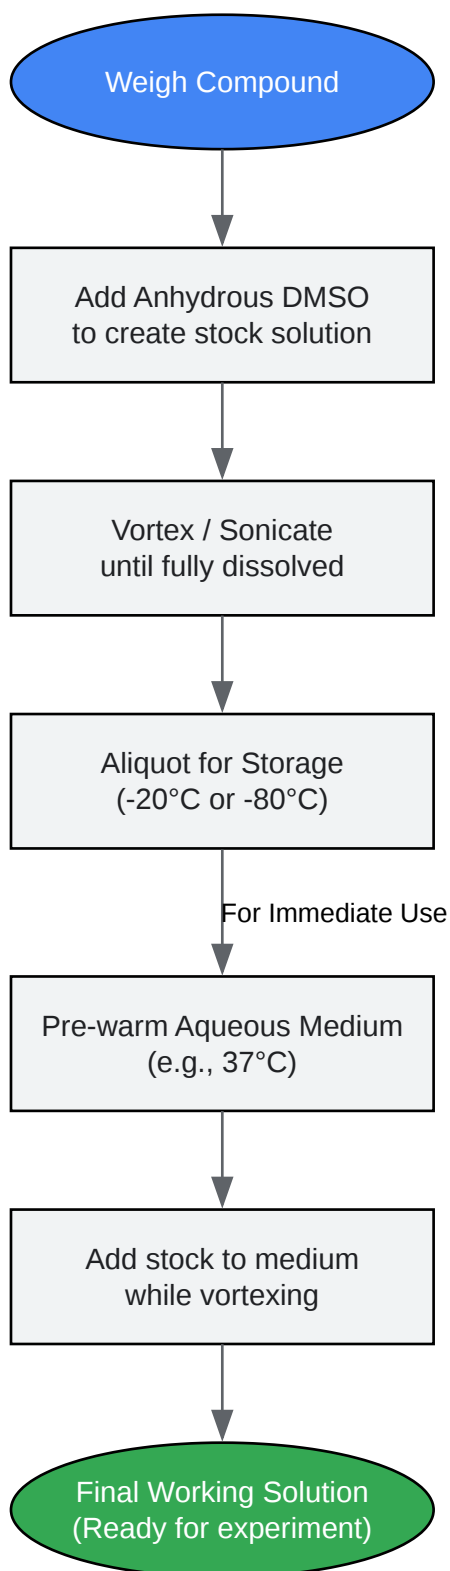 Weigh Compound
Add Anhydrous DMSO
to create stock solution
Vortex / Sonicate
until fully dissolved
Aliquot for Storage
(-20°C or -80°C)
For Immediate Use
Pre-warm Aqueous Medium
(e.g., 37°C)
Add stock to medium
while vortexing
Final Working Solution
(Ready for experiment)